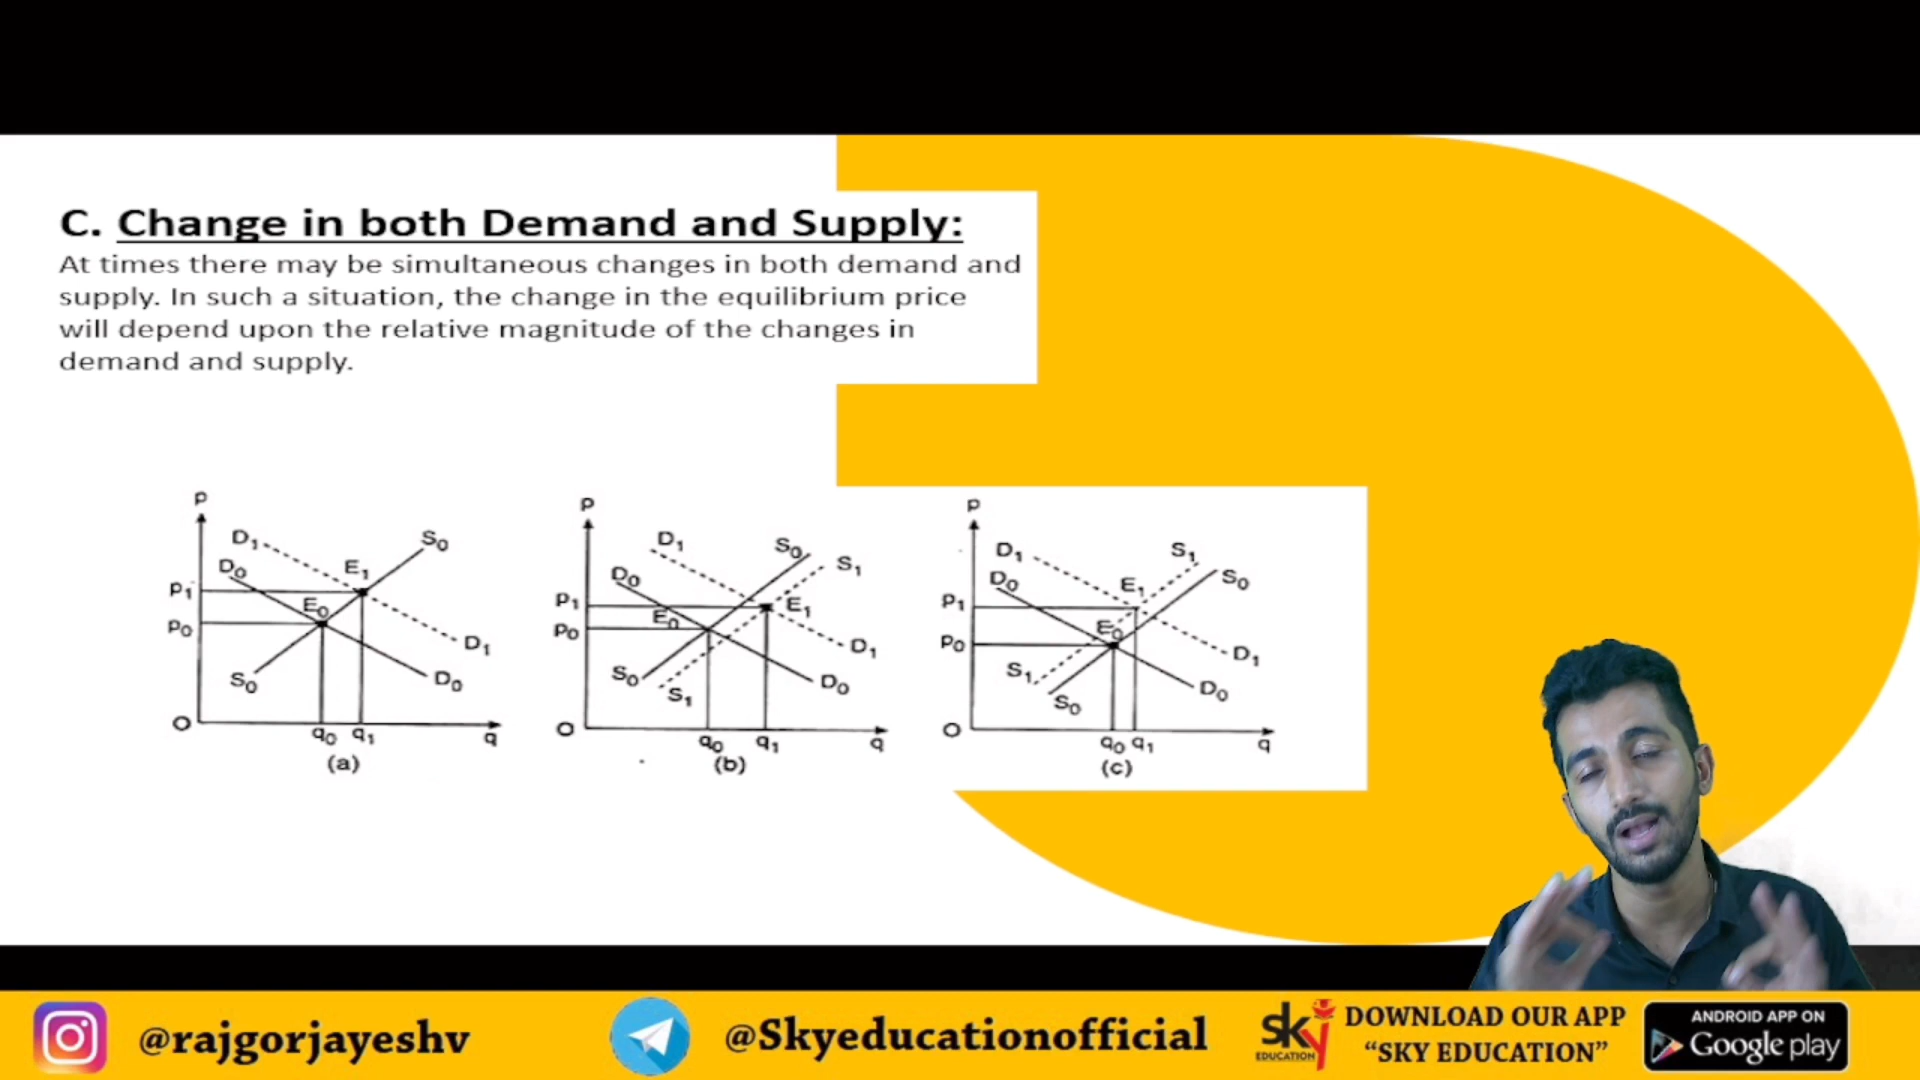 C. Change in both Demand and Supply:
At times there may be simultaneous changes in both demand and
supply. In such a situation, the change in the equilibrium price
will depend upon the relative magnitude of the changes in
demand and supply.
P
D₁
S₀
D₀
E₁
P₁
E₀
P₀
D₁
S₀
D₀
O
q₀ q₁
q
(a)
P
D₁
S₀
S₁
D₀
P₁
E₁
E₀
P₀
D₁
S₀
D₀
S₁
O
q₀ q₁
q
(b)
P
D₁
S₁
D₀
S₀
E₁
P₁
E₀
P₀
D₁
S₁
D₀
S₀
O
q₀ q₁
q
(c)
@rajgorjayeshv
@Skyeducationofficial
sky
EDUCATION
DOWNLOAD OUR APP
“SKY EDUCATION”
ANDROID APP ON
Google play